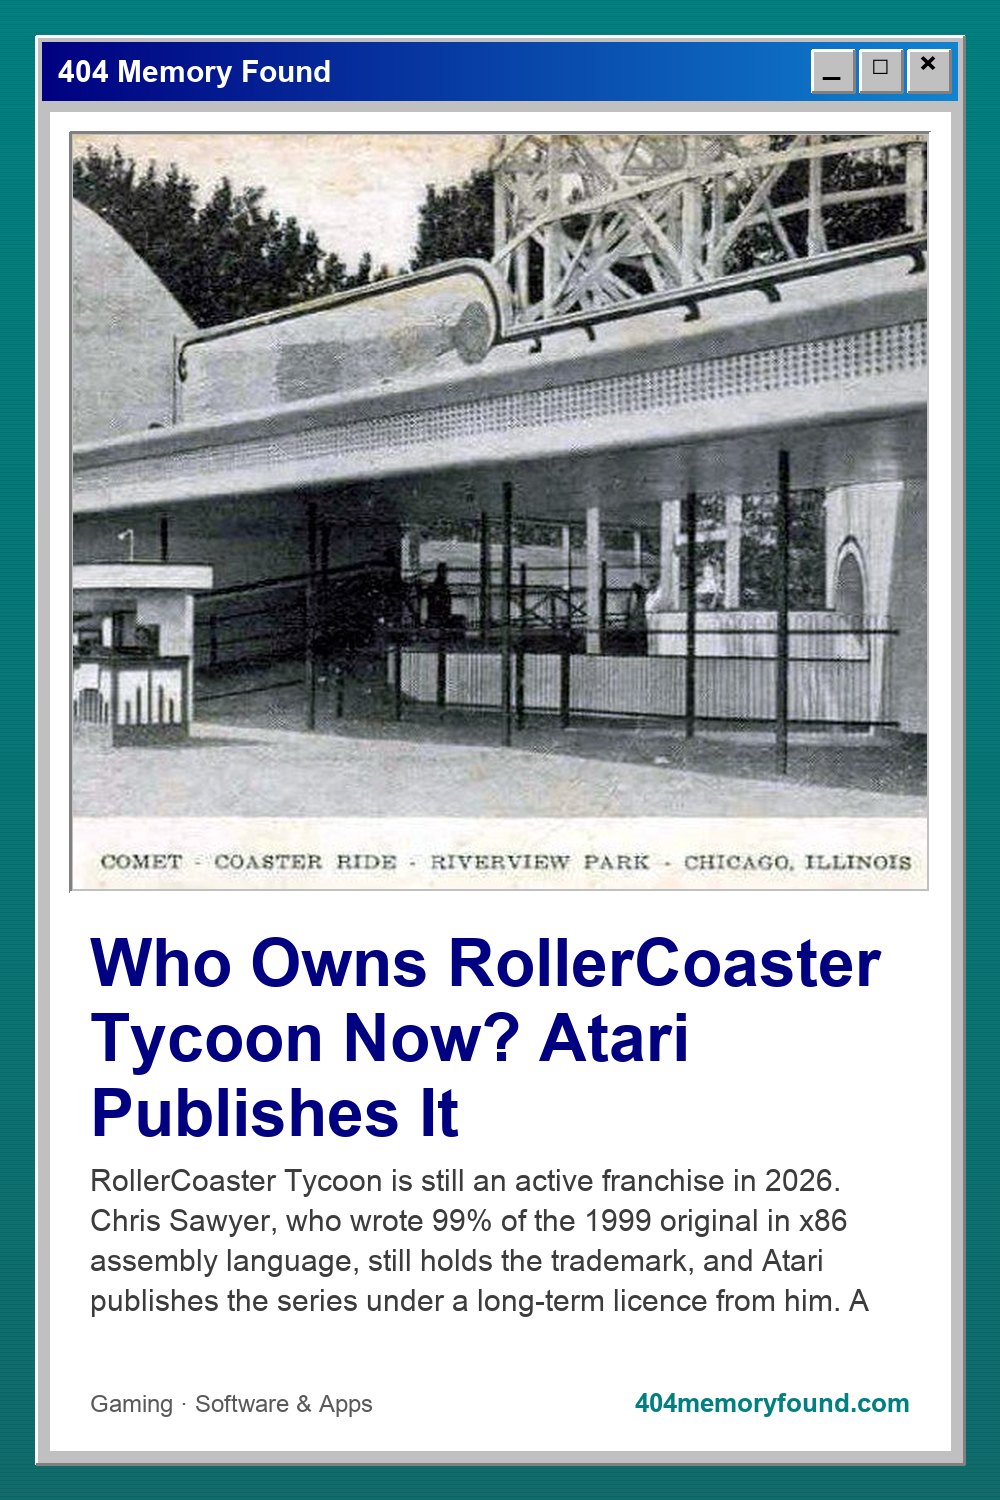 404 Memory Found
COMET - COASTER RIDE - RIVERVIEW PARK - CHICAGO, ILLINOIS
Who Owns RollerCoaster
Tycoon Now? Atari
Publishes It
RollerCoaster Tycoon is still an active franchise in 2026.
Chris Sawyer, who wrote 99% of the 1999 original in x86
assembly language, still holds the trademark, and Atari
publishes the series under a long-term licence from him. A
Gaming · Software & Apps
404memoryfound.com